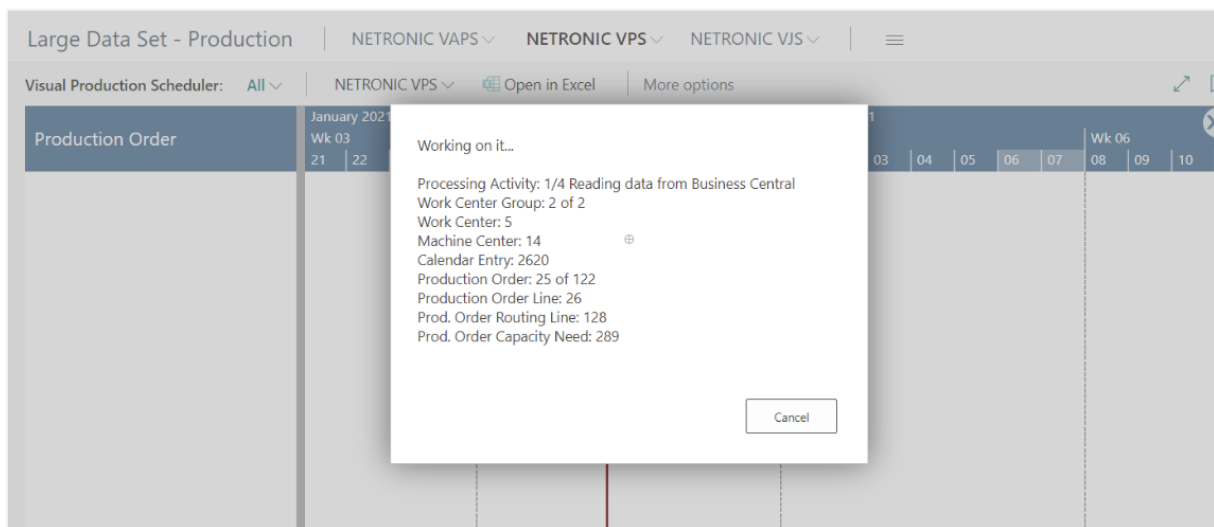 Large Data Set - Production NETRONIC VAPS NETRONIC VPS NETRONIC VJS
Visual Production Scheduler: All NETRONIC VPS Open in Excel More options
Production Order
January 2021 1
Wk 03 Wk 06
21 22 03 04 05 06 07 08 09 10
Working on it...
Processing Activity: 1/4 Reading data from Business Central
Work Center Group: 2 of 2
Work Center: 5
Machine Center: 14
Calendar Entry: 2620
Production Order: 25 of 122
Production Order Line: 26
Prod. Order Routing Line: 128
Prod. Order Capacity Need: 289
Cancel